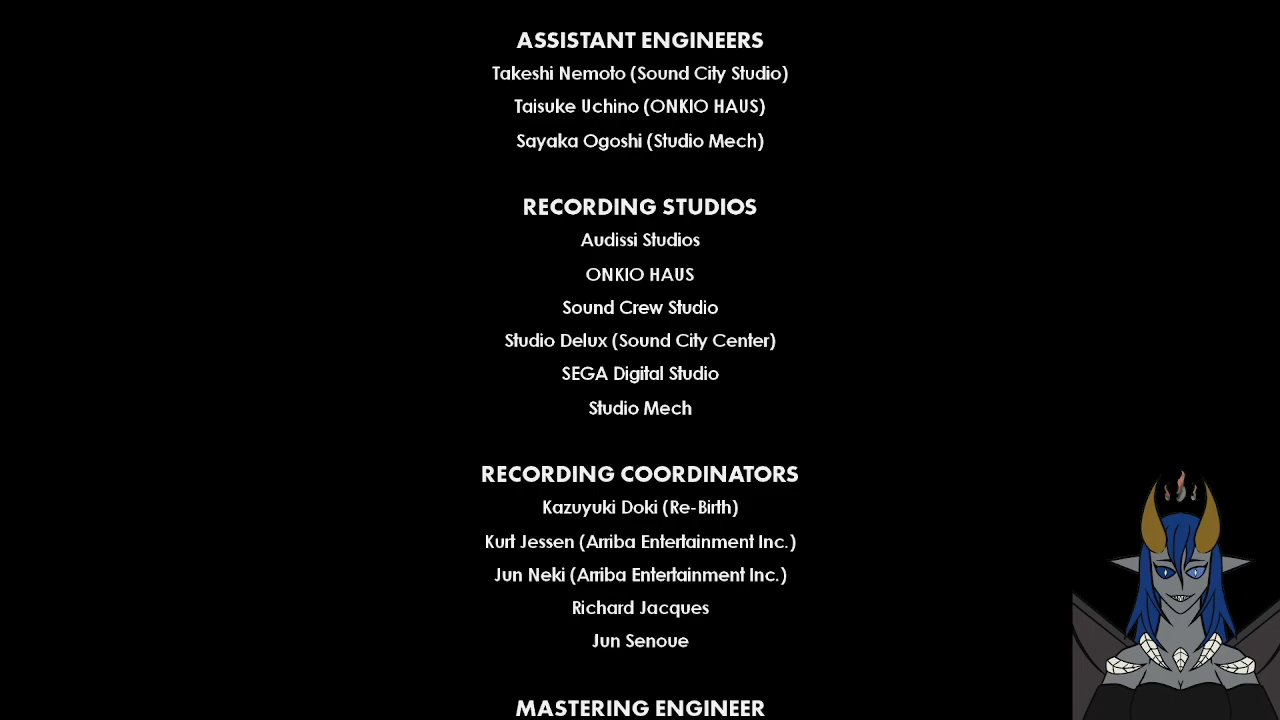 ASSISTANT ENGINEERS
Takeshi Nemoto (Sound City Studio)
Taisuke Uchino (ONKIO HAUS)
Sayaka Ogoshi (Studio Mech)
RECORDING STUDIOS
Audissi Studios
ONKIO HAUS
Sound Crew Studio
Studio Delux (Sound City Center)
SEGA Digital Studio
Studio Mech
RECORDING COORDINATORS
Kazuyuki Doki (Re-Birth)
Kurt Jessen (Arriba Entertainment Inc.)
Jun Neki (Arriba Entertainment Inc.)
Richard Jacques
Jun Senoue
MASTERING ENGINEER